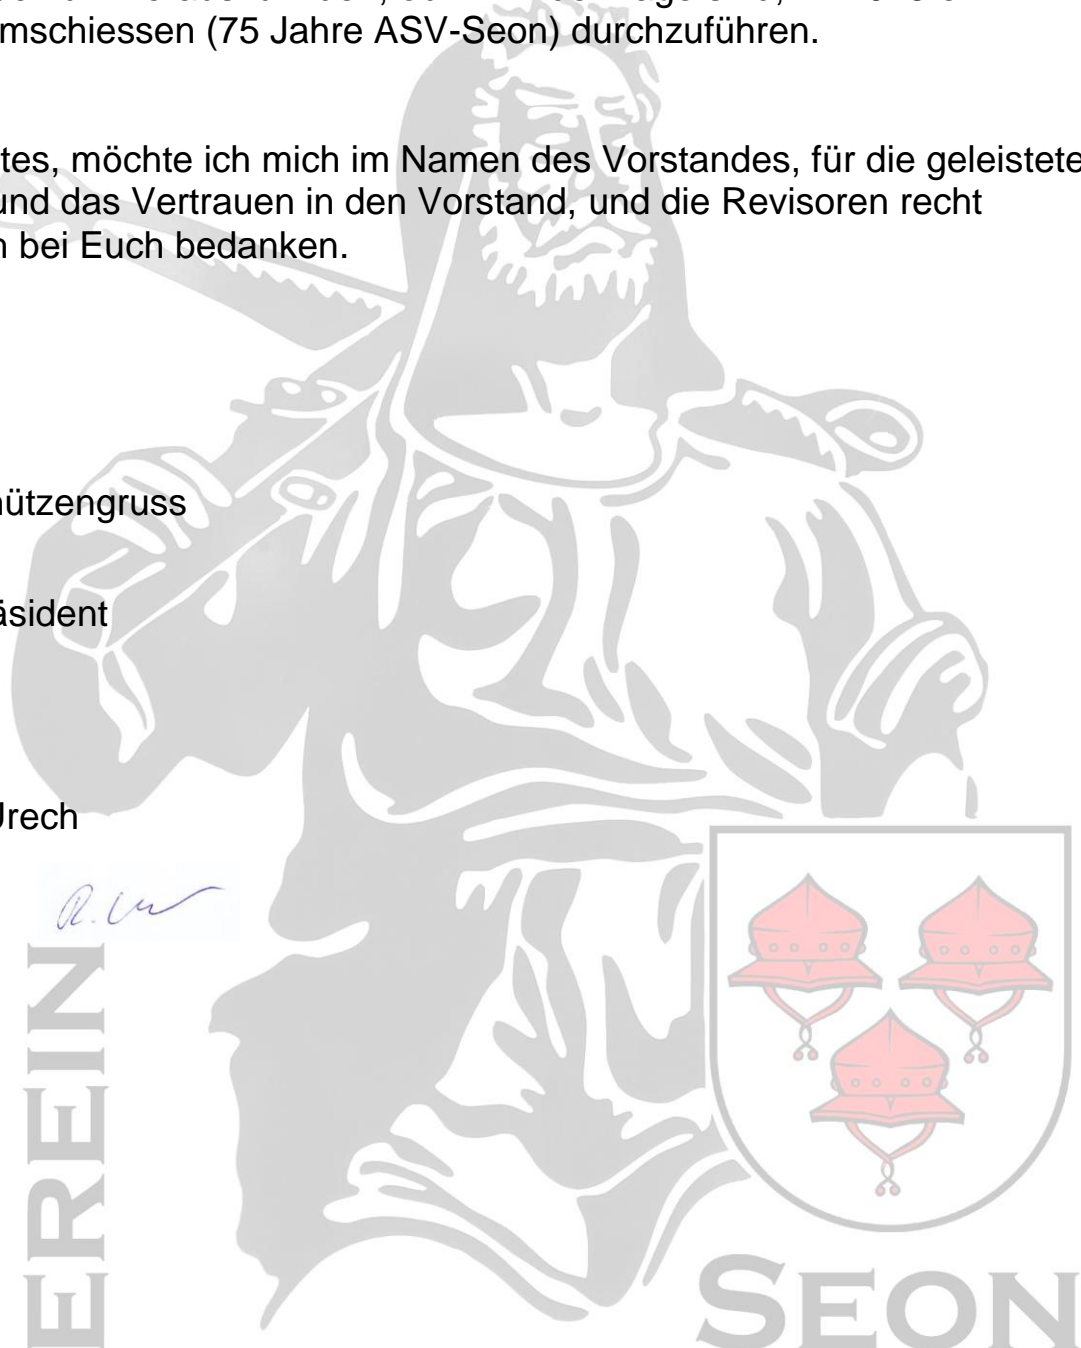 mschiessen (75 Jahre ASV-Seon) durchzuführen.
tes, möchte ich mich im Namen des Vorstandes, für die geleistete
und das Vertrauen in den Vorstand, und die Revisoren recht
n bei Euch bedanken.
hützengruss
äsident
Urech
R. 
EREIN
SEON